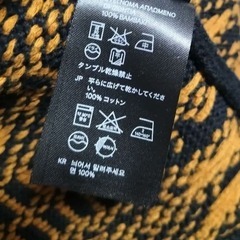 100% ΒΑΜΒΑΚΙ
タンブル乾燥禁止
JP 平らに広げて乾かしてください。
100% コットン
KR 뉘어서 말려주세요
면 100%